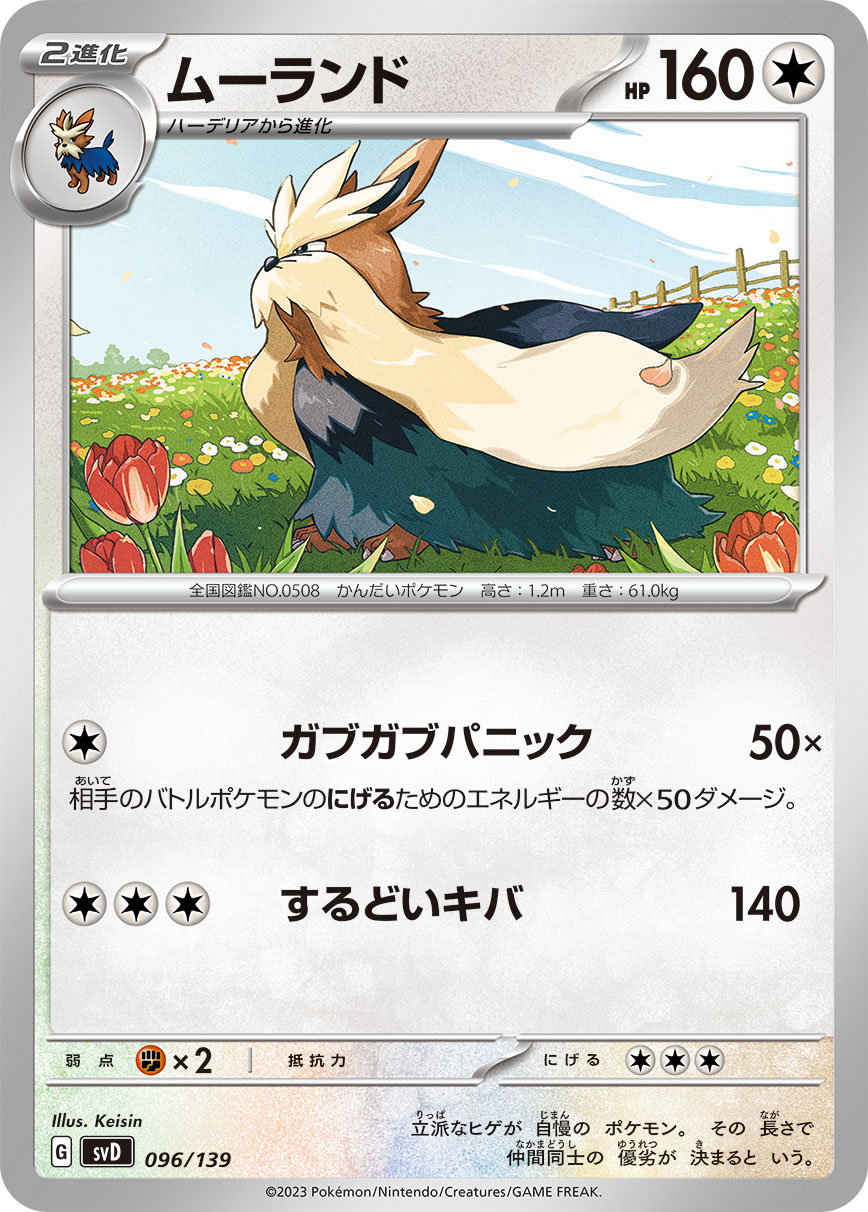 2進化
ムーランド
HP 160
ハーデリアから進化
全国図鑑NO.0508 かんだいポケモン 高さ:1.2m 重さ:61.0kg
ガブガブパニック 50×
相手のバトルポケモンのにげるためのエネルギーの数×50ダメージ。
するどいキバ 140
弱点 ×2 抵抗力 にげる
Illus. Keisin
立派なヒゲが 自慢の ポケモン。 その 長さで
仲間同士の 優劣が 決まると いう。
G svD 096/139
©2023 Pokémon/Nintendo/Creatures/GAME FREAK.